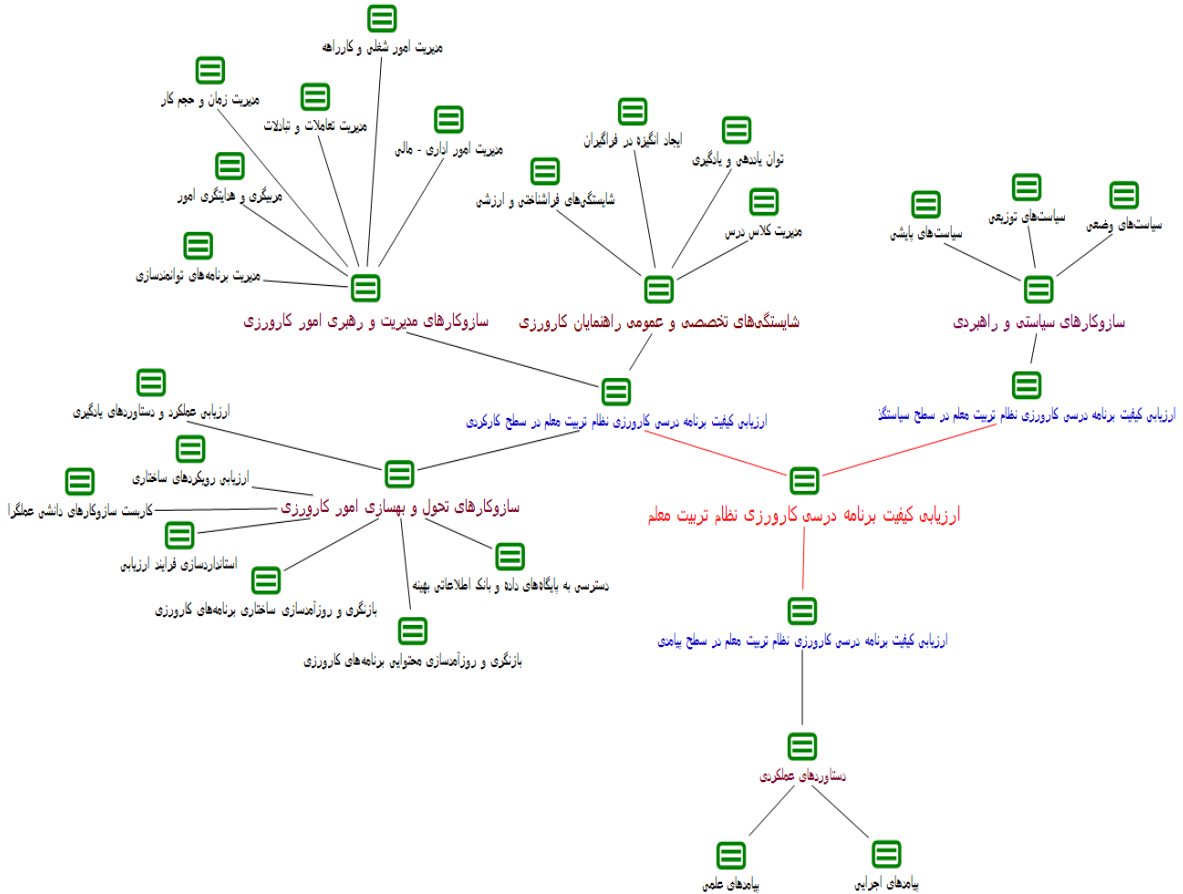 مدیریت امور شغلی و کارراهه
مدیریت زمان و حجم کار
مدیریت تعاملات و تبادلات
مدیریت امور اداری - مالی
ایجاد انگیزه در فراگیران
توان یاددهی و یادگیری
مربیگری و هدایتگری امور
شایستگی‌های فراشناختی و ارزشی
مدیریت کلاس درس
سیاست‌های وضعی
سیاست‌های توزیعی
سیاست‌های پایشی
مدیریت برنامه‌های توانمندسازی
سازوکارهای سیاستی و راهبردی
شایستگی‌های تخصصی و عمومی راهنمایان کارورزی
سازوکارهای مدیریت و رهبری امور کارورزی
ارزیابی کیفیت برنامه درسی کارورزی نظام تربیت معلم در سطح سیاستگذ
ارزیابی کیفیت برنامه درسی کارورزی نظام تربیت معلم در سطح کارکردی
ارزیابی عملکرد و دستاوردهای یادگیری
ارزیابی رویکردهای ساختاری
ارزیابی کیفیت برنامه درسی کارورزی نظام تربیت معلم
سازوکارهای تحول و بهسازی امور کارورزی
کاربست سازوکارهای دانشی عملگرا
استانداردسازی فرایند ارزیابی
دسترسی به پایگاه‌های داده و بانک اطلاعاتی بهینه
بازنگری و روزآمدسازی ساختاری برنامه‌های کارورزی
بازنگری و روزآمدسازی محتوایی برنامه‌های کارورزی
ارزیابی کیفیت برنامه درسی کارورزی نظام تربیت معلم در سطح پیامدی
دستاوردهای عملکردی
پیامدهای اجرایی
پیامدهای علمی